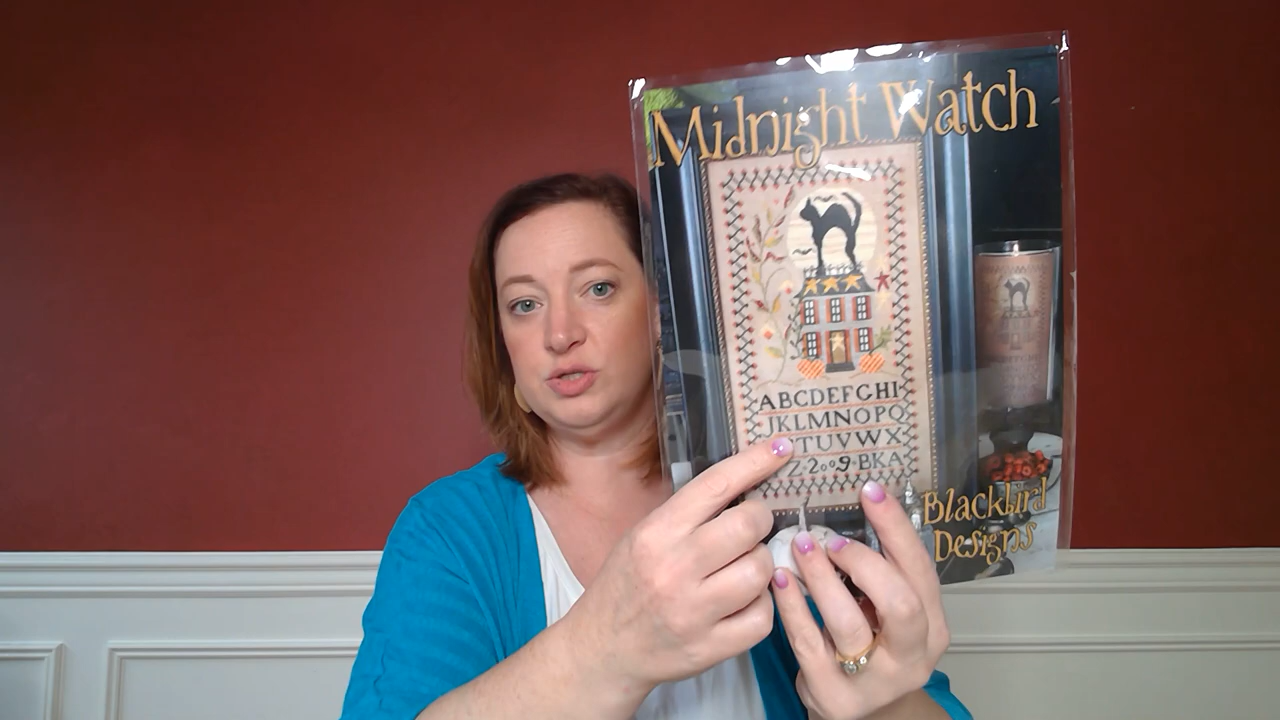 Midnight Watch
ABCDEFGHI
JKLMNOPQ
TUVWX
Z·2009·BKA
Blackbird
Designs